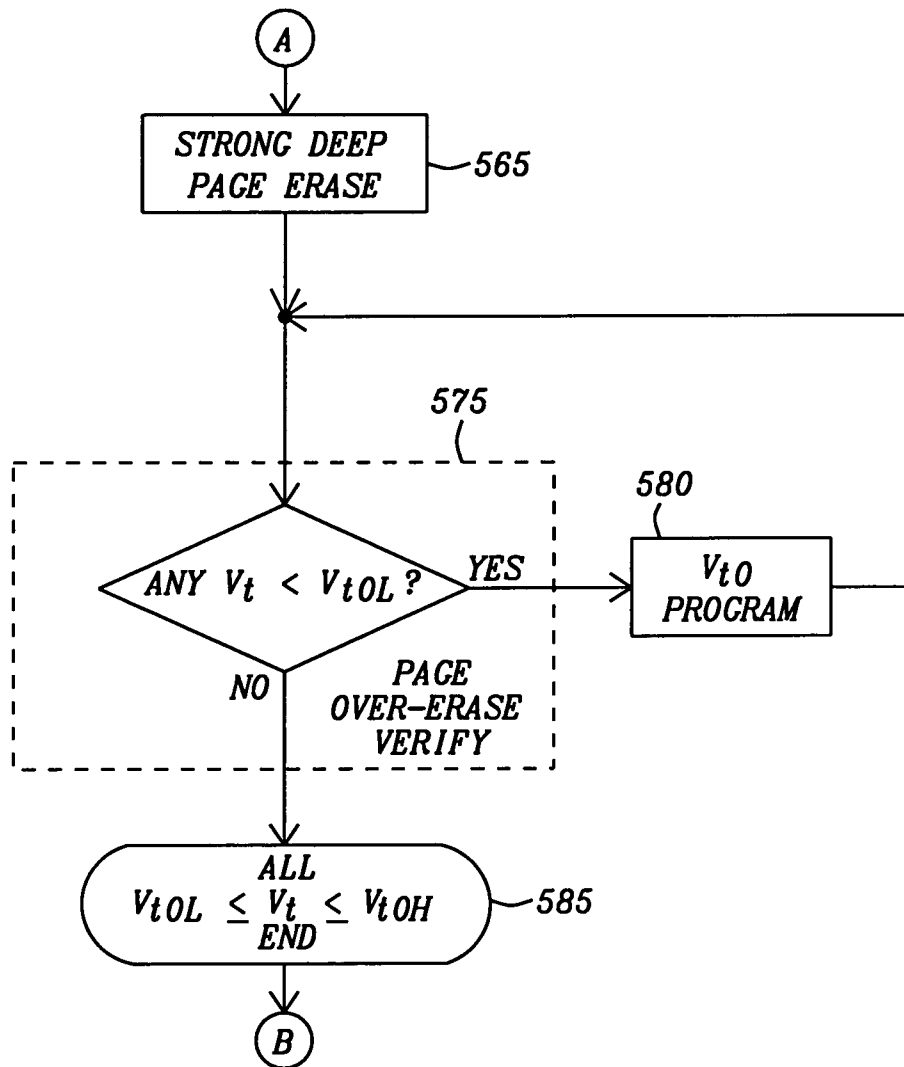 A
STRONG DEEP
PAGE ERASE
565
575
580
ANY Vt < Vt0L ?
YES
Vt0
PROGRAM
NO
PAGE
OVER-ERASE
VERIFY
ALL
Vt0L ≤ Vt ≤ Vt0H
END
585
B